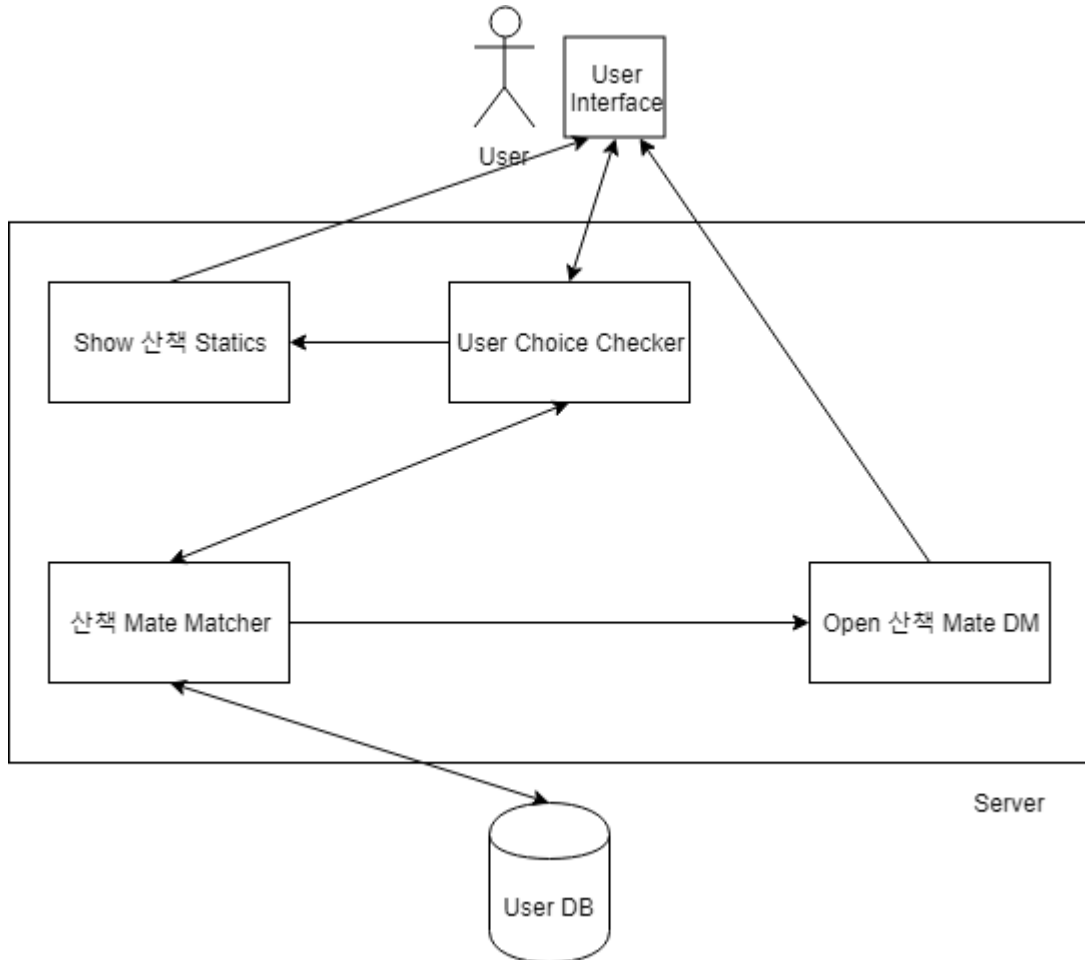 User
Interface
User
Show 산책 Statics
User Choice Checker
산책 Mate Matcher
Open 산책 Mate DM
Server
User DB